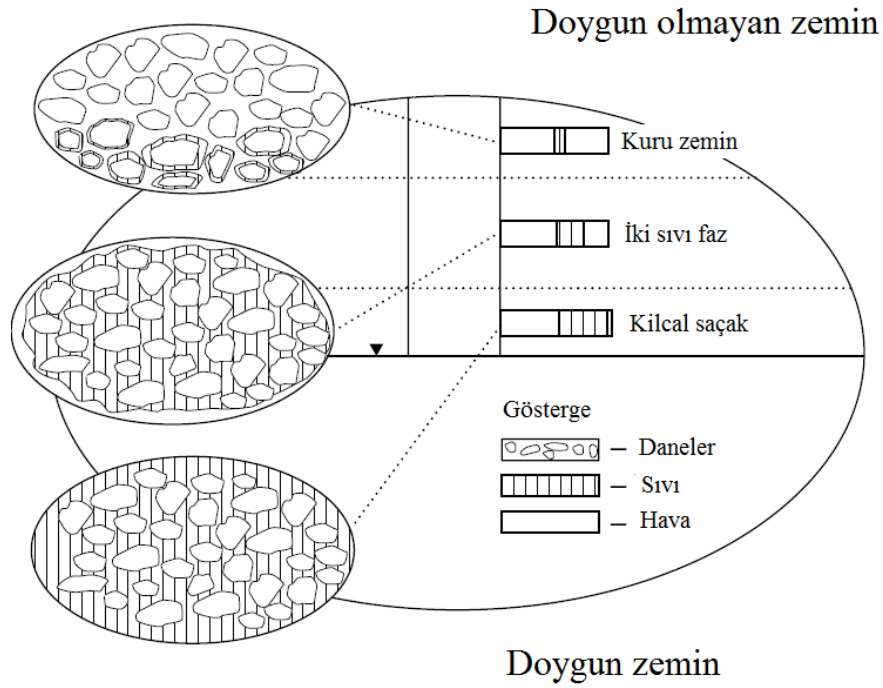 Doygun olmayan zemin
Kuru zemin
İki sıvı faz
Kilcal saçak
Gösterge
– Daneler
– Sıvı
– Hava
Doygun zemin